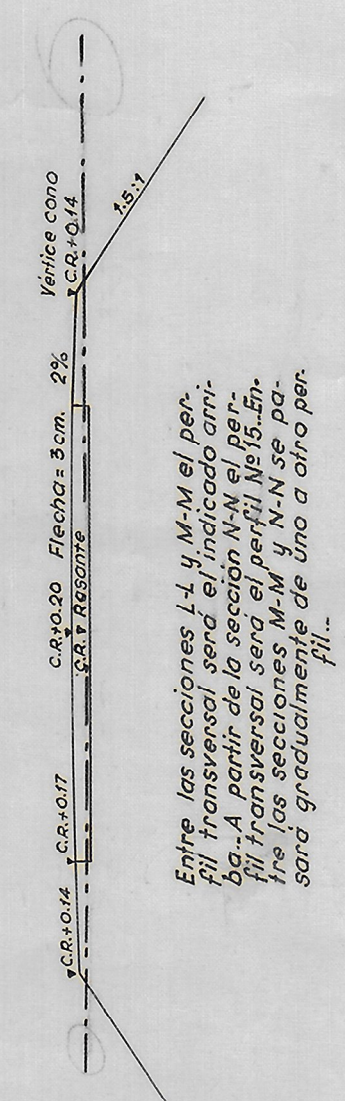 Vértice cono
C.R.+0.14
1.5:1
2%
C.R.+0.20 Flecha = 3 cm.
C.R. Rasante
C.R.+0.17
C.R.+0.14
Entre las secciones L-L y M-M el per-
fil transversal será el indicado arri-
ba... A partir de la sección N-N el per-
fil transversal será el perfil Nº 15. En-
tre las secciones M-M y N-N se pa-
sará gradualmente de uno a otro per-
fil...